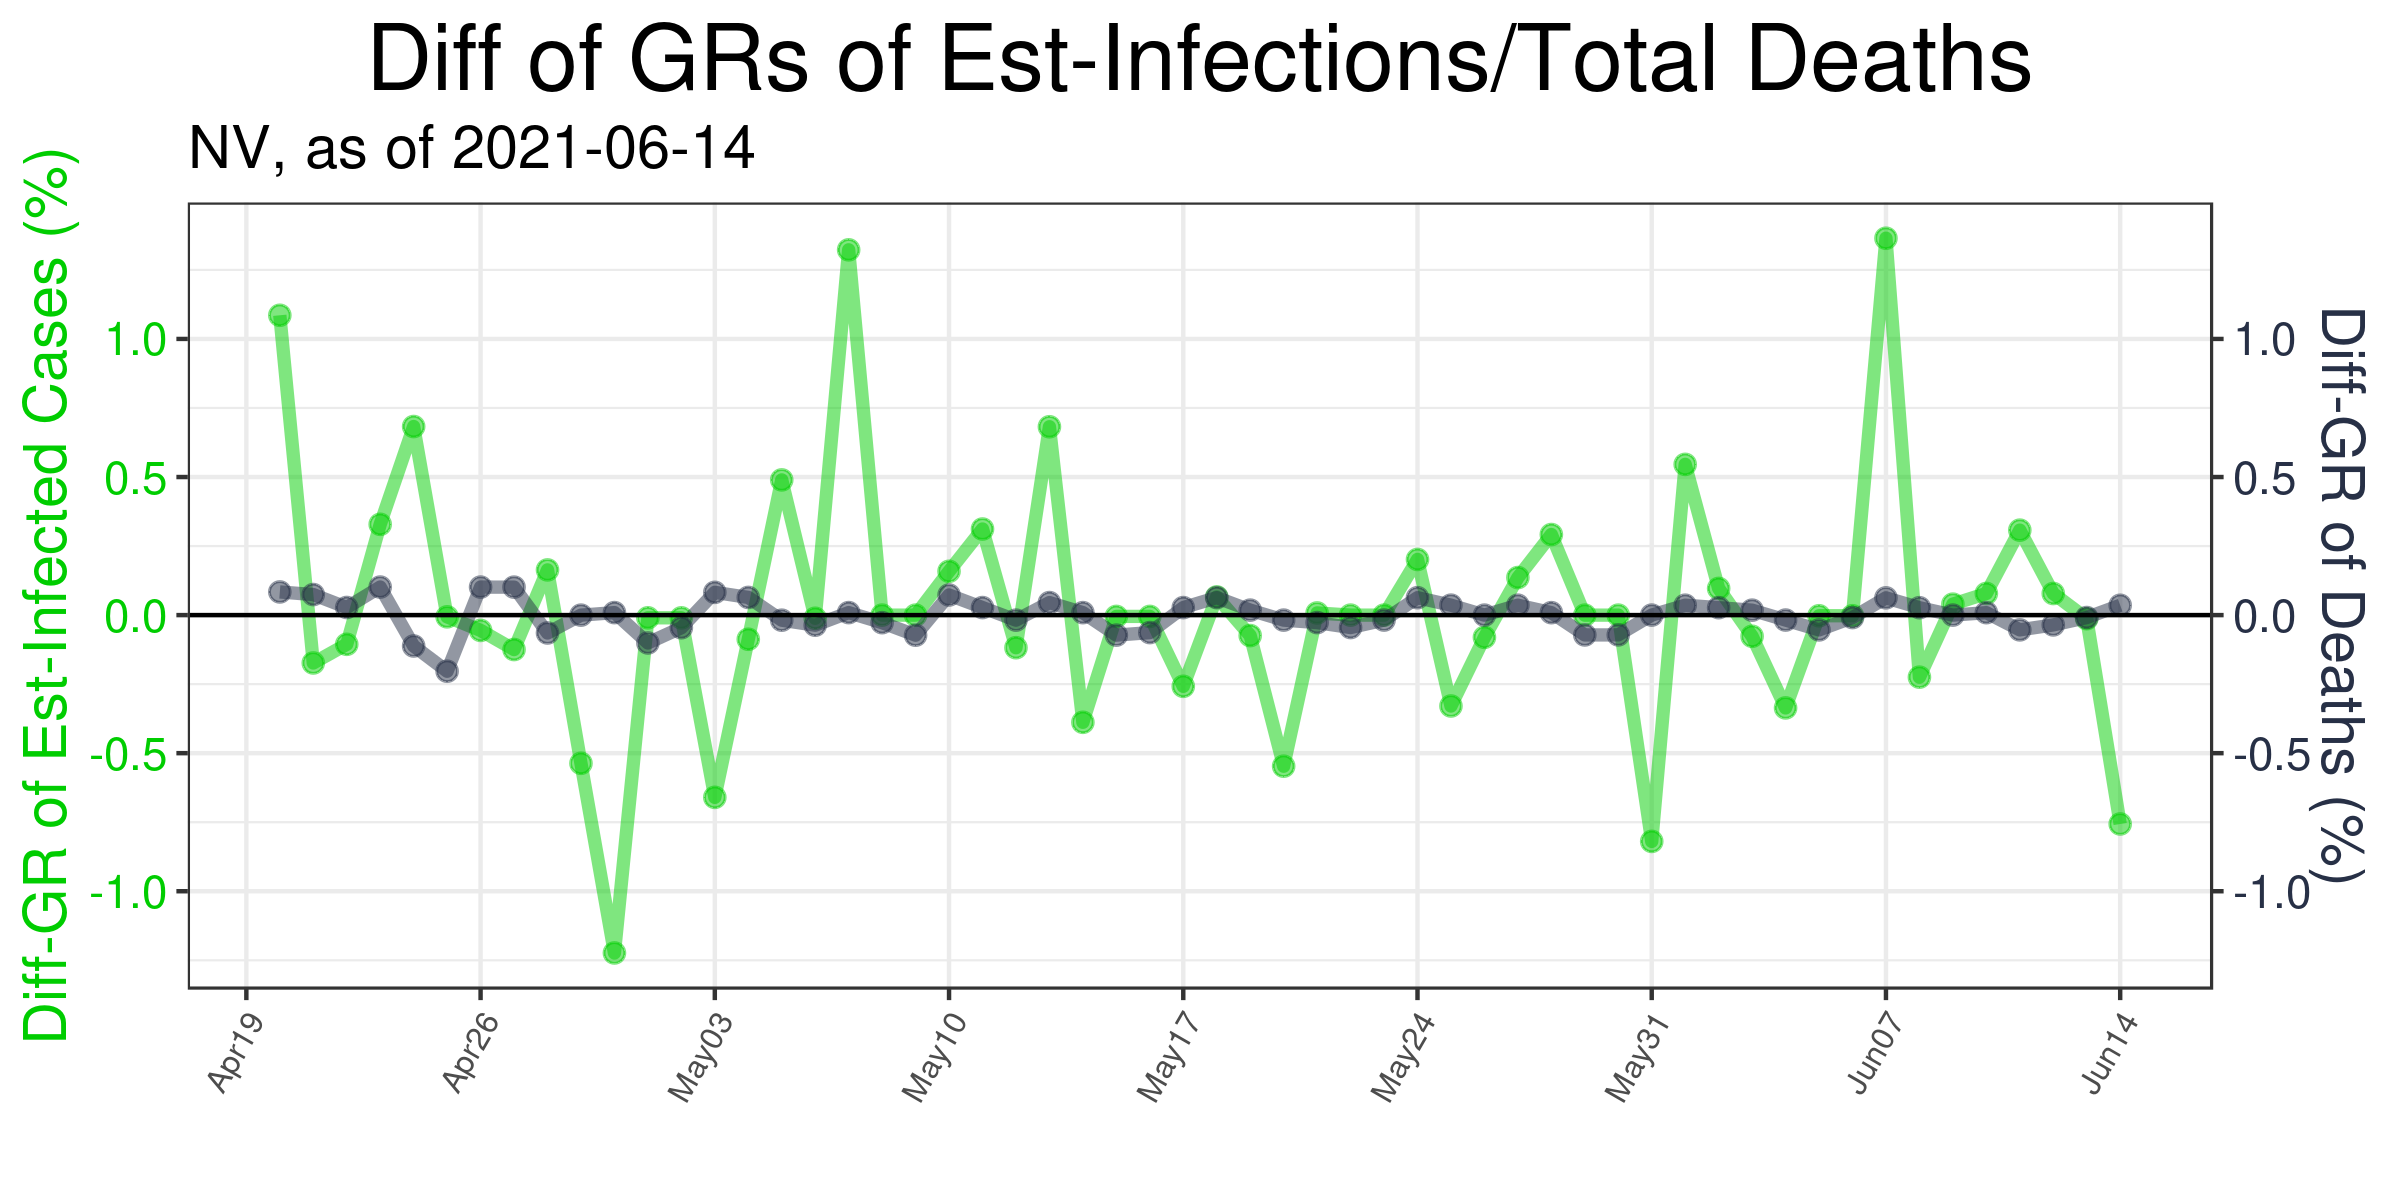 Diff of GRs of Est-Infections/Total Deaths
NV, as of 2021-06-14
Diff-GR of Est-Infected Cases (%)
1.0
0.5
0.0
-0.5
-1.0
1.0
0.5
0.0
-0.5
-1.0
Diff-GR of Deaths (%)
Apr19
Apr26
May03
May10
May17
May24
May31
Jun07
Jun14